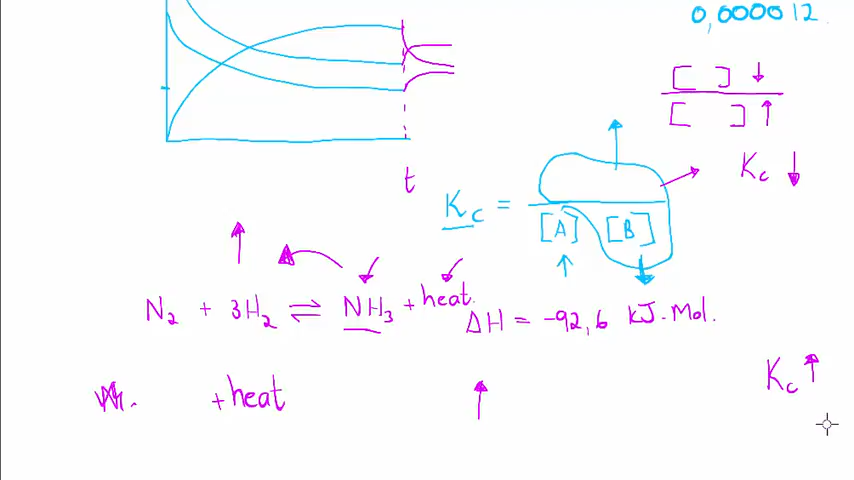 0,000012
[ ] ↓
[ ] ↑
Kc ↓
t
Kc =
[A] [B]
N2 + 3H2 ⇌ NH3 + heat. ΔH = -92,6 kJ.Mol.
+heat ↑ Kc ↑